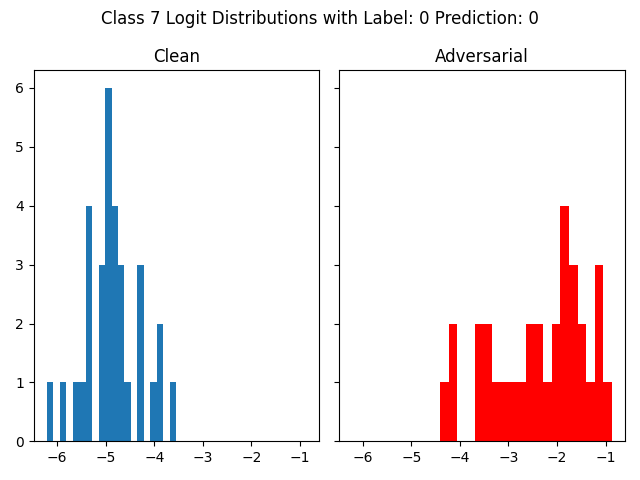 Class 7 Logit Distributions with Label: 0 Prediction: 0
Clean
Adversarial
6
5
4
3
2
1
0
−6 −5 −4 −3 −2 −1
−6 −5 −4 −3 −2 −1